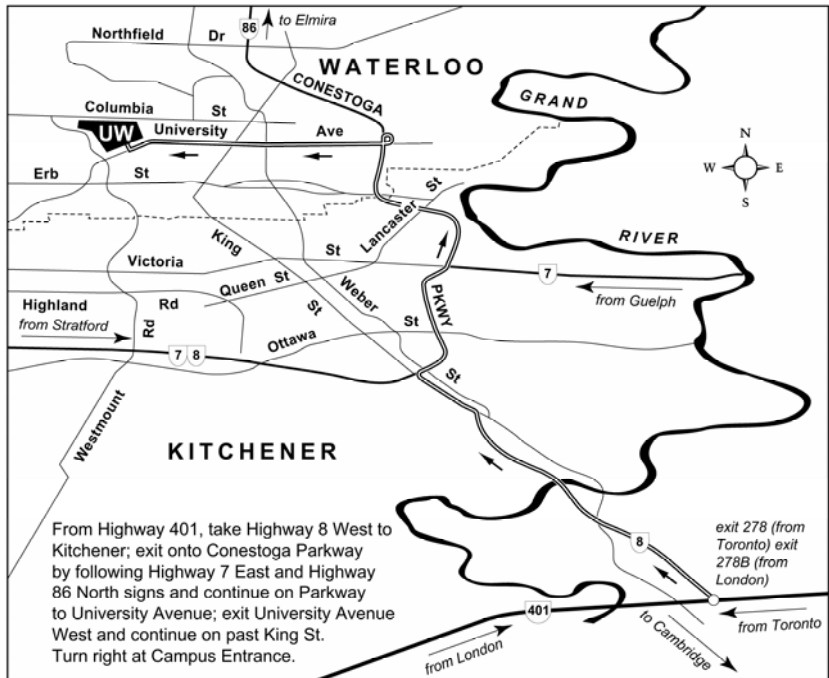 86
to Elmira
Northfield Dr
WATERLOO
CONESTOGA
GRAND
Columbia St
UW
University Ave
N
W E
S
Erb St
Lancaster St
RIVER
King St
Victoria St
Queen St
Weber St
PKWY
7
from Guelph
Highland Rd
from Stratford
Ottawa St
7 8
Westmount Rd
KITCHENER
From Highway 401, take Highway 8 West to
Kitchener; exit onto Conestoga Parkway
by following Highway 7 East and Highway
86 North signs and continue on Parkway
to University Avenue; exit University Avenue
West and continue on past King St.
Turn right at Campus Entrance.
exit 278 (from
Toronto) exit
278B (from
London)
8
401
from London
to Cambridge
from Toronto